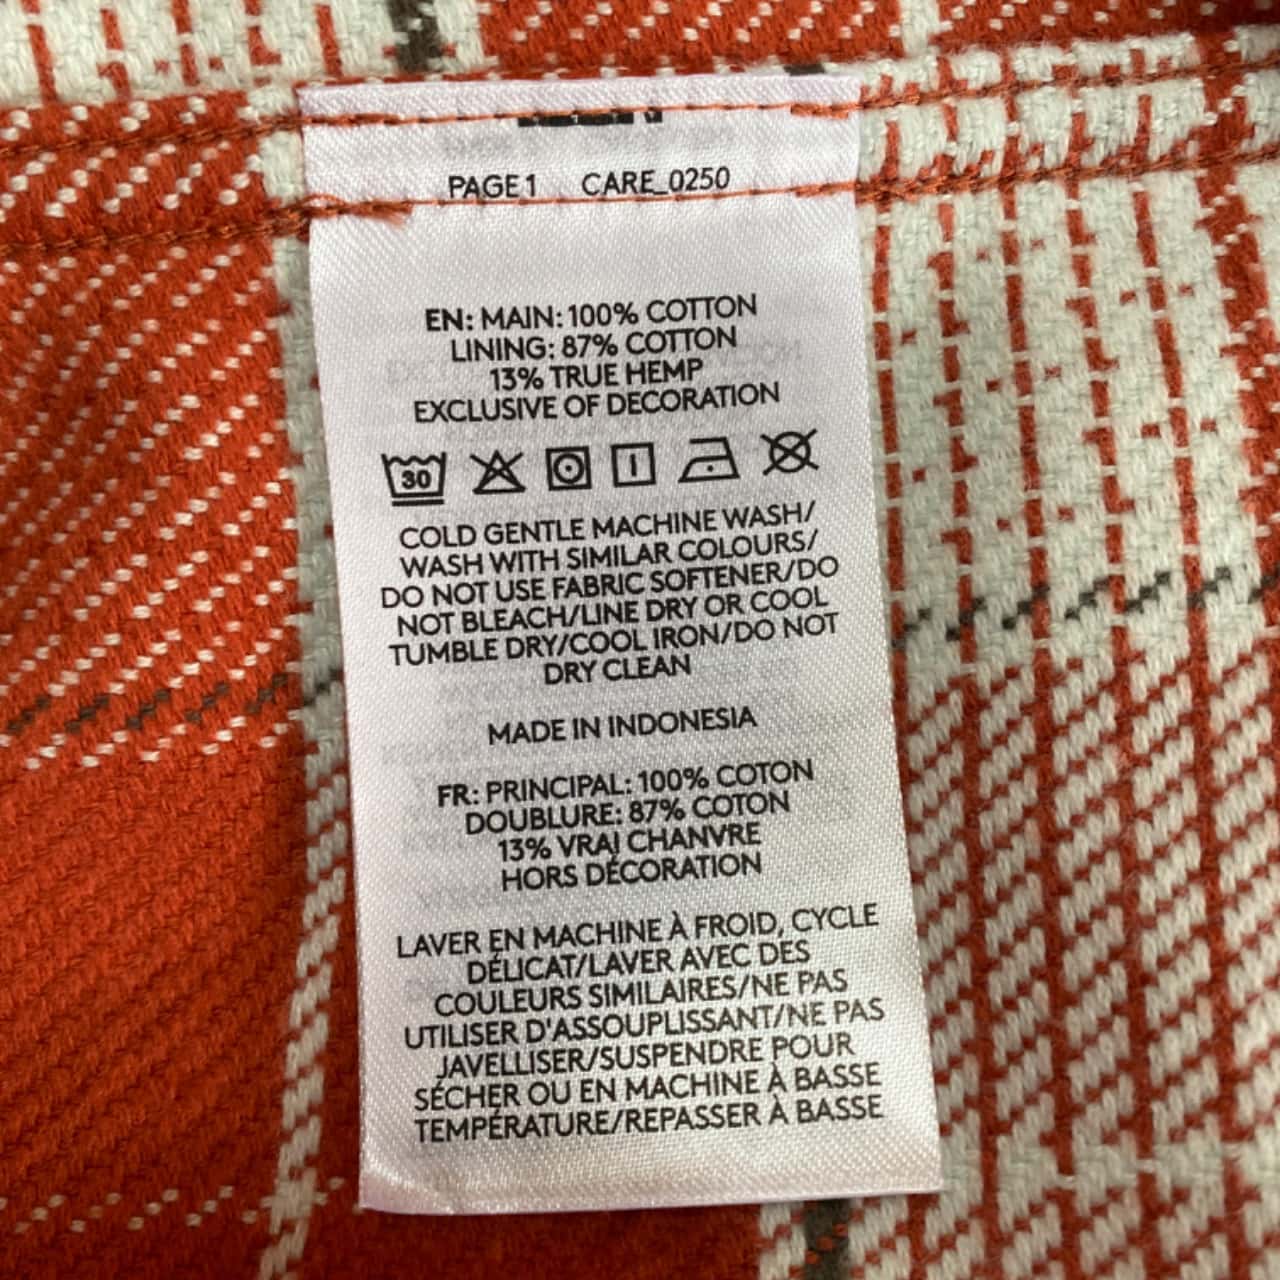 PAGE 1 CARE_0250
EN: MAIN: 100% COTTON
LINING: 87% COTTON
13% TRUE HEMP
EXCLUSIVE OF DECORATION
30
COLD GENTLE MACHINE WASH/
WASH WITH SIMILAR COLOURS/
DO NOT USE FABRIC SOFTENER/DO
NOT BLEACH/LINE DRY OR COOL
TUMBLE DRY/COOL IRON/DO NOT
DRY CLEAN
MADE IN INDONESIA
FR: PRINCIPAL: 100% COTON
DOUBLURE: 87% COTON
13% VRAI CHANVRE
HORS DÉCORATION
LAVER EN MACHINE À FROID, CYCLE
DÉLICAT/LAVER AVEC DES
COULEURS SIMILAIRES/NE PAS
UTILISER D'ASSOUPLISSANT/NE PAS
JAVELLISER/SUSPENDRE POUR
SÉCHER OU EN MACHINE À BASSE
TEMPÉRATURE/REPASSER À BASSE